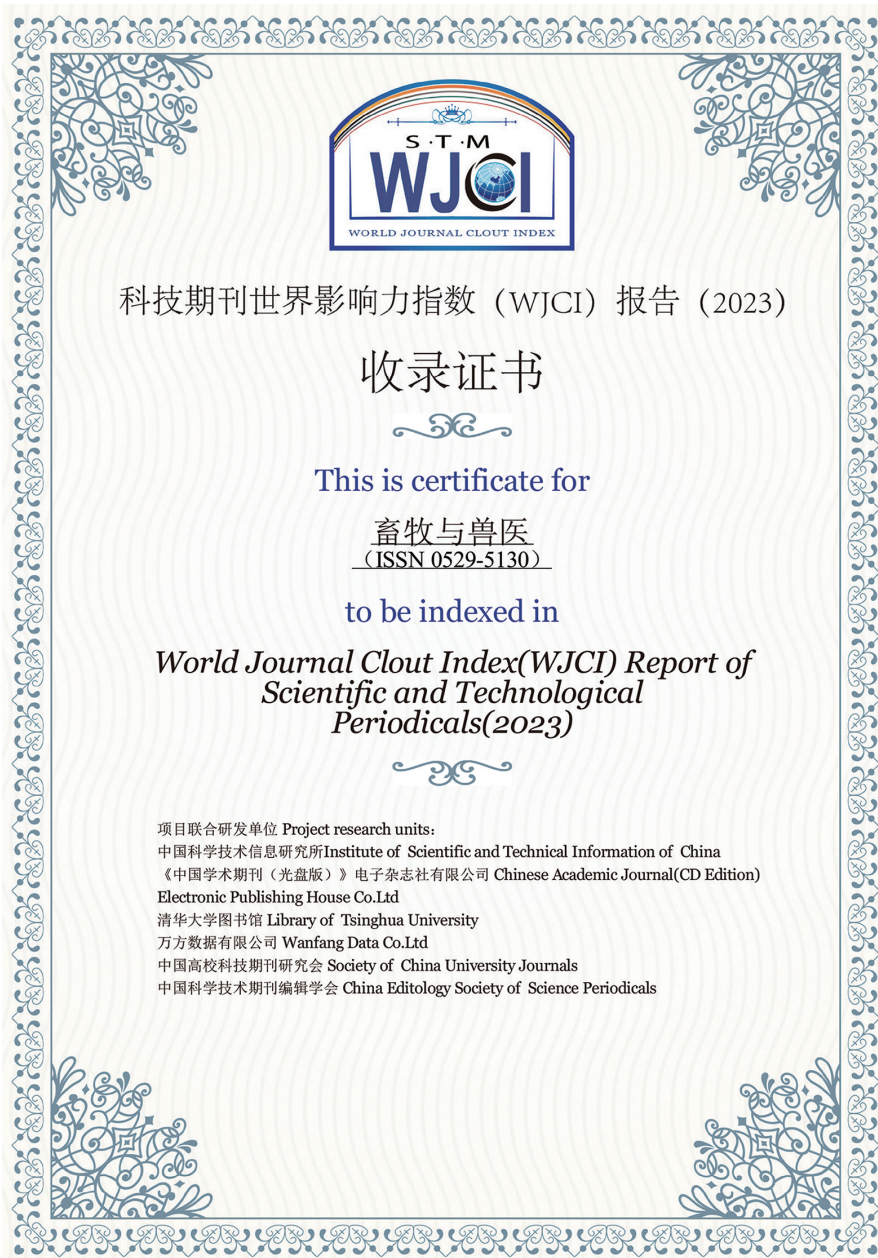 S·T·M
WJCI
WORLD JOURNAL CLOUT INDEX
科技期刊世界影响力指数（WJCI）报告（2023）
收录证书
This is certificate for
畜牧与兽医
（ISSN 0529-5130）
to be indexed in
World Journal Clout Index(WJCI) Report of
Scientific and Technological
Periodicals(2023)
项目联合研发单位 Project research units：
中国科学技术信息研究所Institute of Scientific and Technical Information of China
《中国学术期刊（光盘版）》电子杂志社有限公司 Chinese Academic Journal(CD Edition)
Electronic Publishing House Co.Ltd
清华大学图书馆 Library of Tsinghua University
万方数据有限公司 Wanfang Data Co.Ltd
中国高校科技期刊研究会 Society of China University Journals
中国科学技术期刊编辑学会 China Editology Society of Science Periodicals